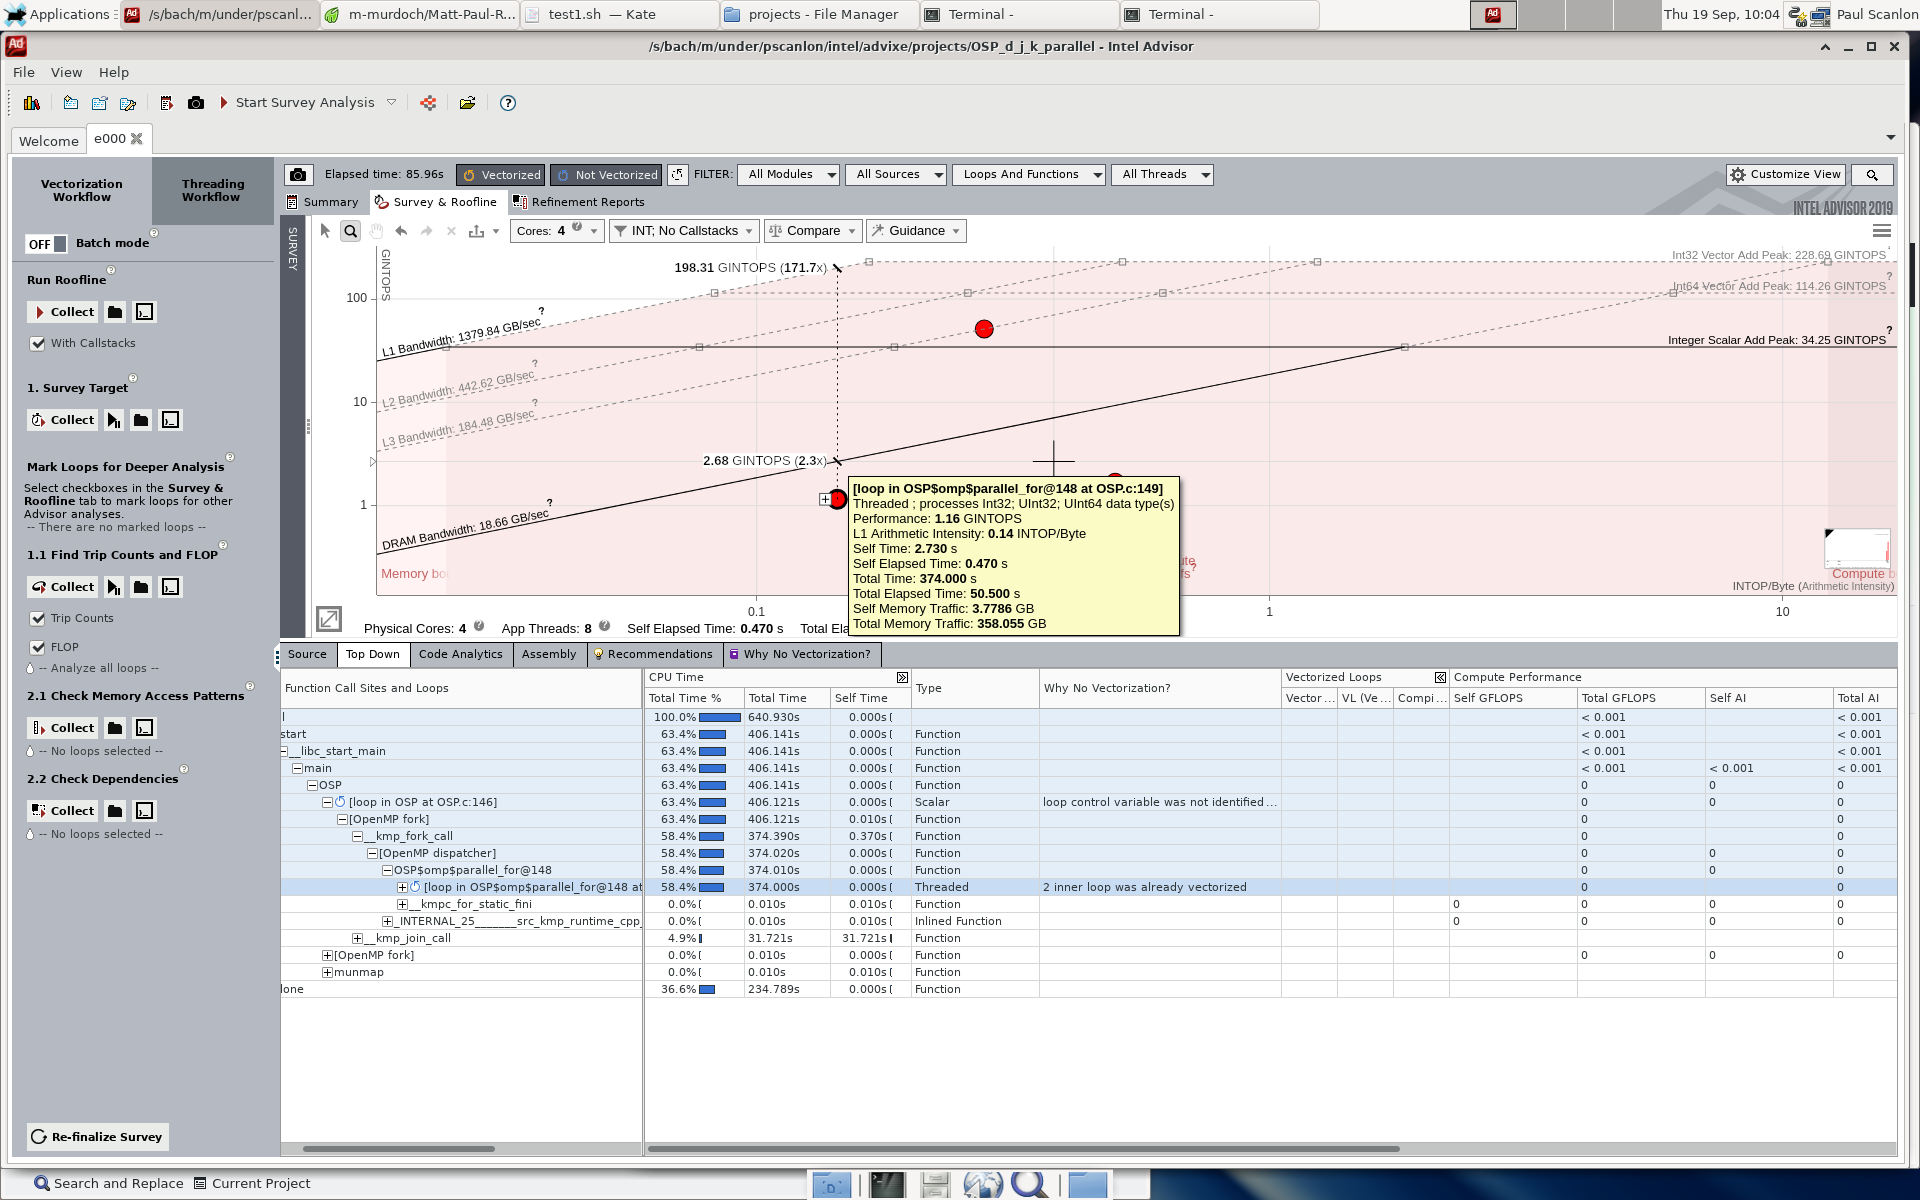 Applications
/s/bach/m/under/pscanl...
m-murdoch/Matt-Paul-R...
test1.sh — Kate
projects - File Manager
Terminal -
Terminal -
Thu 19 Sep, 10:04
Paul Scanlon
/s/bach/m/under/pscanlon/intel/advixe/projects/OSP_d_j_k_parallel - Intel Advisor
File View Help
Start Survey Analysis
Welcome e000
Vectorization Workflow
Threading Workflow
OFF Batch mode
Run Roofline
Collect
With Callstacks
1. Survey Target
Collect
Mark Loops for Deeper Analysis
Select checkboxes in the Survey &
Roofline tab to mark loops for other
Advisor analyses.
-- There are no marked loops --
1.1 Find Trip Counts and FLOP
Collect
Trip Counts
FLOP
-- Analyze all loops --
2.1 Check Memory Access Patterns
Collect
-- No loops selected --
2.2 Check Dependencies
Collect
-- No loops selected --
Re-finalize Survey
Elapsed time: 85.96s Vectorized Not Vectorized FILTER: All Modules All Sources Loops And Functions All Threads Customize View
Summary Survey & Roofline Refinement Reports INTEL ADVISOR 2019
SURVEY
Cores: 4 ? INT; No Callstacks Compare Guidance
GINTOPS
100
10
1
198.31 GINTOPS (171.7x)
Int32 Vector Add Peak: 228.69 GINTOPS
Int64 Vector Add Peak: 114.26 GINTOPS
Integer Scalar Add Peak: 34.25 GINTOPS
L1 Bandwidth: 1379.84 GB/sec
L2 Bandwidth: 442.62 GB/sec
L3 Bandwidth: 184.48 GB/sec
2.68 GINTOPS (2.3x)
DRAM Bandwidth: 18.66 GB/sec
[loop in OSP$omp$parallel_for@148 at OSP.c:149]
Threaded ; processes Int32; UInt32; UInt64 data type(s)
Performance: 1.16 GINTOPS
L1 Arithmetic Intensity: 0.14 INTOP/Byte
Self Time: 2.730 s
Self Elapsed Time: 0.470 s
Total Time: 374.000 s
Total Elapsed Time: 50.500 s
Self Memory Traffic: 3.7786 GB
Total Memory Traffic: 358.055 GB
Memory bo
Compute b
INTOP/Byte (Arithmetic Intensity)
0.1 1 10
Physical Cores: 4 App Threads: 8 Self Elapsed Time: 0.470 s Total Ela
Source Top Down Code Analytics Assembly Recommendations Why No Vectorization?
Function Call Sites and Loops CPU Time Type Why No Vectorization? Vectorized Loops Compute Performance
Total Time % Total Time Self Time Vector ... VL (Ve ... Compi... Self GFLOPS Total GFLOPS Self AI Total AI
l 100.0% 640.930s 0.000s < 0.001 < 0.001
start 63.4% 406.141s 0.000s Function < 0.001 < 0.001
__libc_start_main 63.4% 406.141s 0.000s Function < 0.001 < 0.001
main 63.4% 406.141s 0.000s Function < 0.001 < 0.001 < 0.001
OSP 63.4% 406.141s 0.000s Function 0 0 0
[loop in OSP at OSP.c:146] 63.4% 406.121s 0.000s Scalar loop control variable was not identified ... 0 0 0
[OpenMP fork] 63.4% 406.121s 0.010s Function 0 0
__kmp_fork_call 58.4% 374.390s 0.370s Function 0 0
[OpenMP dispatcher] 58.4% 374.020s 0.000s Function 0 0 0
OSP$omp$parallel_for@148 58.4% 374.010s 0.000s Function 0 0 0
[loop in OSP$omp$parallel_for@148 at 58.4% 374.000s 0.000s Threaded 2 inner loop was already vectorized 0 0
__kmpc_for_static_fini 0.0% 0.010s 0.010s Function 0 0 0 0
_INTERNAL_25_______src_kmp_runtime_cpp_ 0.0% 0.010s 0.010s Inlined Function 0 0 0 0
__kmp_join_call 4.9% 31.721s 31.721s Function
[OpenMP fork] 0.0% 0.010s 0.000s Function 0 0 0
munmap 0.0% 0.010s 0.010s Function
lone 36.6% 234.789s 0.000s Function
Search and Replace Current Project